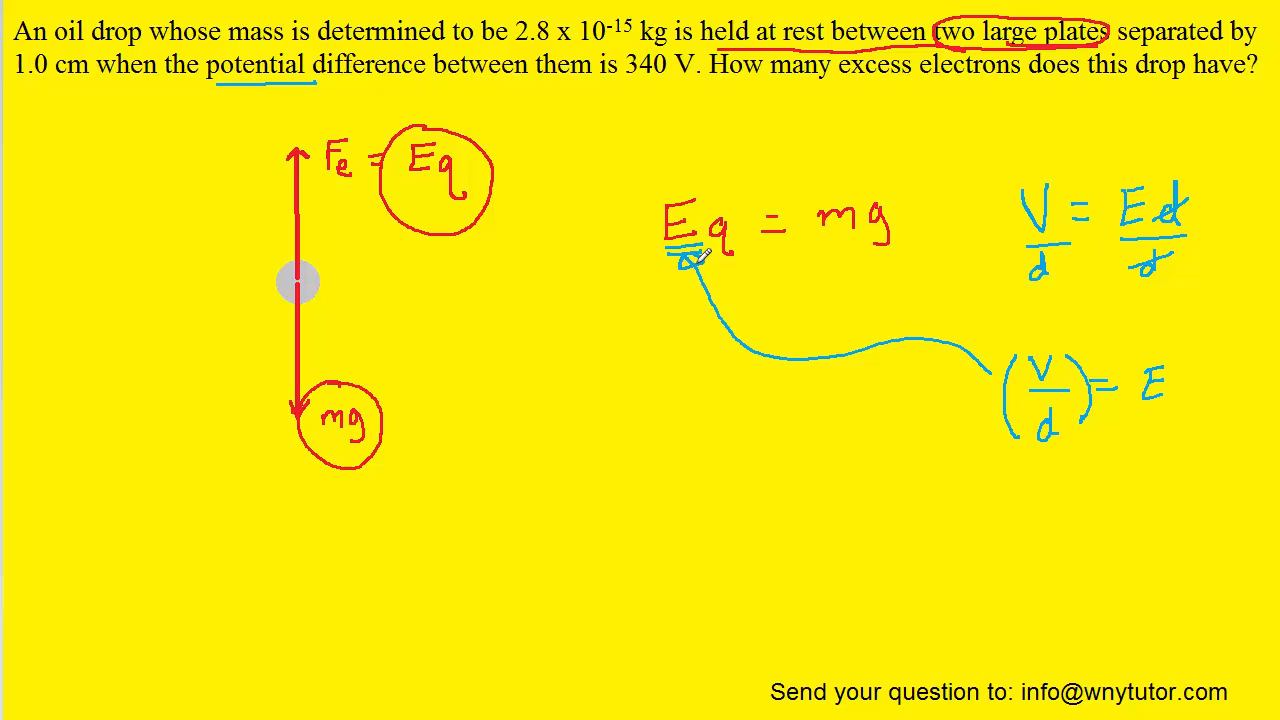 An oil drop whose mass is determined to be 2.8 x 10⁻¹⁵ kg is held at rest between two large plates separated by
1.0 cm when the potential difference between them is 340 V. How many excess electrons does this drop have?
Fe = Eq
Eq = mg
V/d = Ed/d
(V/d) = E
mg
Send your question to: info@wnytutor.com